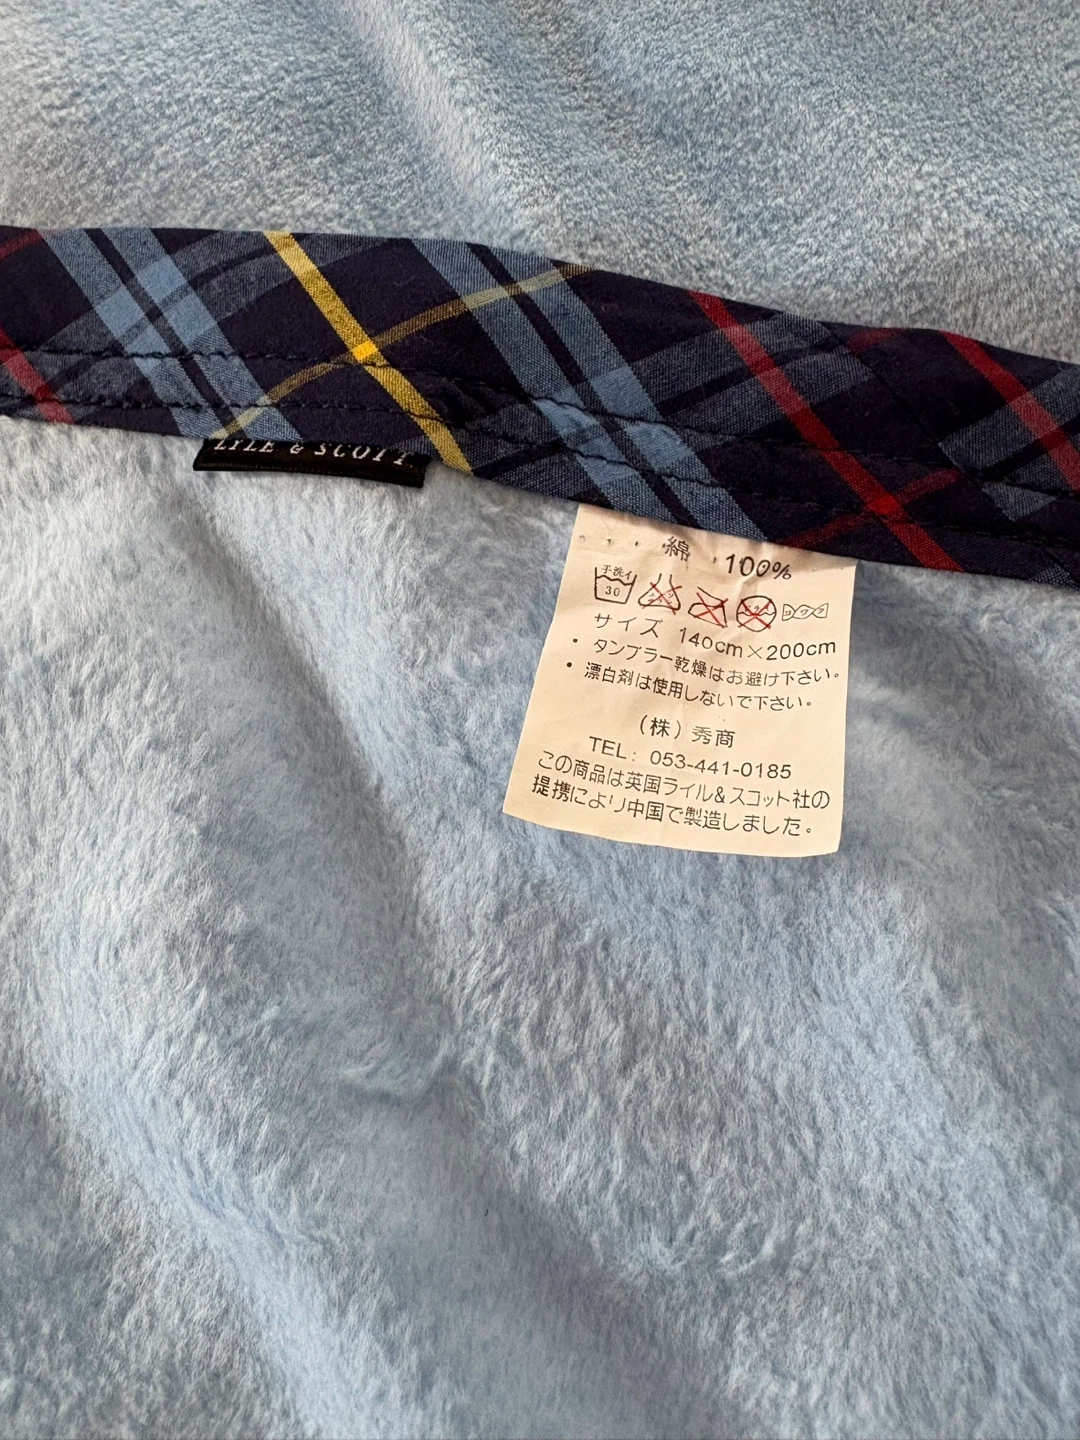 LYLE & SCOTT
綿 100%
手洗イ
30
ヨワク
サイズ 140cm×200cm
・タンブラー乾燥はお避け下さい。
・漂白剤は使用しないで下さい。
(株)秀商
TEL: 053-441-0185
この商品は英国ライル&スコット社の
提携により中国で製造しました。